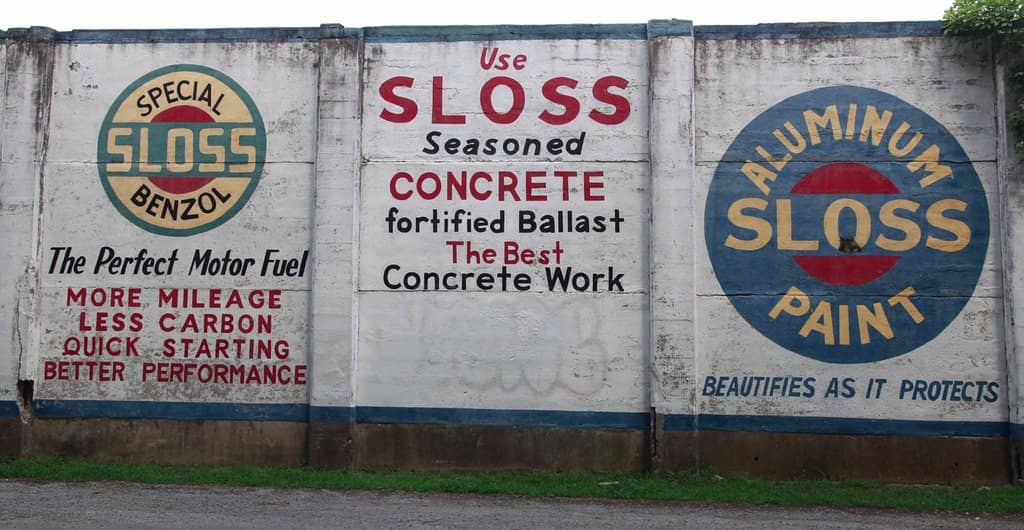 SPECIAL
SLOSS
BENZOL
The Perfect Motor Fuel
MORE MILEAGE
LESS CARBON
QUICK STARTING
BETTER PERFORMANCE
Use
SLOSS
Seasoned
CONCRETE
fortified Ballast
The Best
Concrete Work
ALUMINUM
SLOSS
PAINT
BEAUTIFIES AS IT PROTECTS